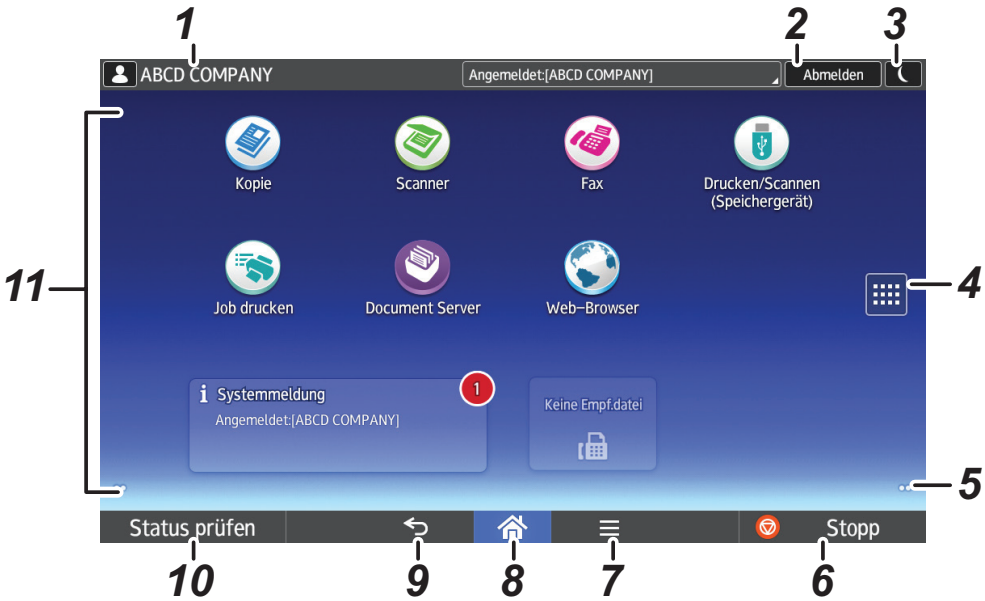 1 2 3
ABCD COMPANY Angemeldet:[ABCD COMPANY] Abmelden
11
Kopie Scanner Fax Drucken/Scannen
(Speichergerät)
Job drucken Document Server Web-Browser
4
i Systemmeldung 1
Angemeldet:[ABCD COMPANY]
Keine Empf.datei
5
Status prüfen Stopp
10 9 8 7 6